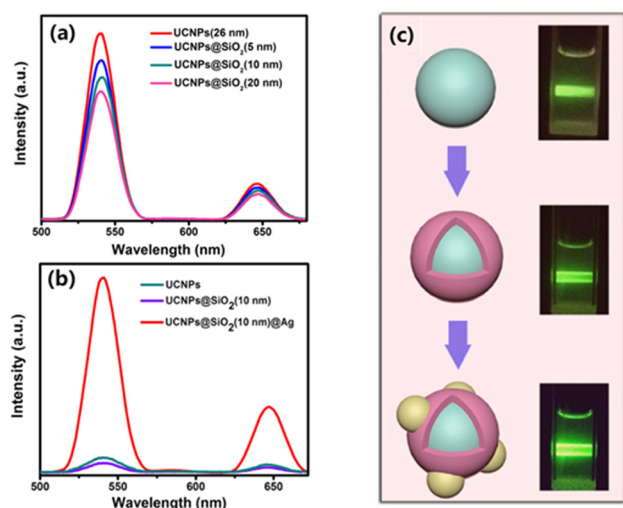 (a)
UCNPs(26 nm)
UCNPs@SiO₂(5 nm)
UCNPs@SiO₂(10 nm)
UCNPs@SiO₂(20 nm)
Intensity (a.u.)
500 550 600 650
Wavelength (nm)
(b)
UCNPs
UCNPs@SiO₂(10 nm)
UCNPs@SiO₂(10 nm)@Ag
Intensity (a.u.)
500 550 600 650
Wavelength (nm)
(c)